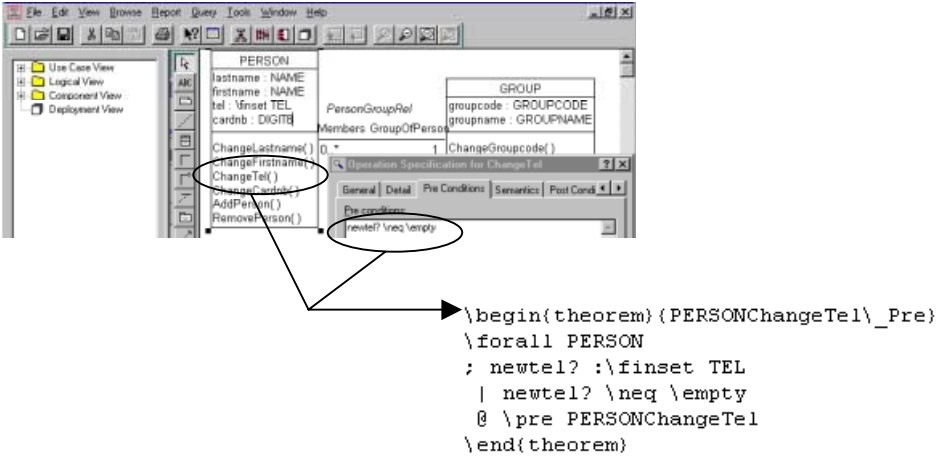 File Edit View Browse Report Query Tools Window Help
Use Case View
Logical View
Component View
Deployment View
ABC
PERSON
lastname : NAME
firstname : NAME
tel : \finset TEL
cardnb : DIGIT8
ChangeLastname( )
ChangeFirstname( )
ChangeTel( )
ChangeCardnb( )
AddPerson( )
RemovePerson( )
PersonGroupRel
Members GroupOfPerson
0..* 1
GROUP
groupcode : GROUPCODE
groupname : GROUPNAME
ChangeGroupcode( )
Operation Specification for ChangeTel
General Detail Pre Conditions Semantics Post Condi
Pre conditions:
newtel? \neq \empty
\begin{theorem}{PERSONChangeTel\_Pre}
\forall PERSON
; newtel? :\finset TEL
| newtel? \neq \empty
@ \pre PERSONChangeTel
\end{theorem}